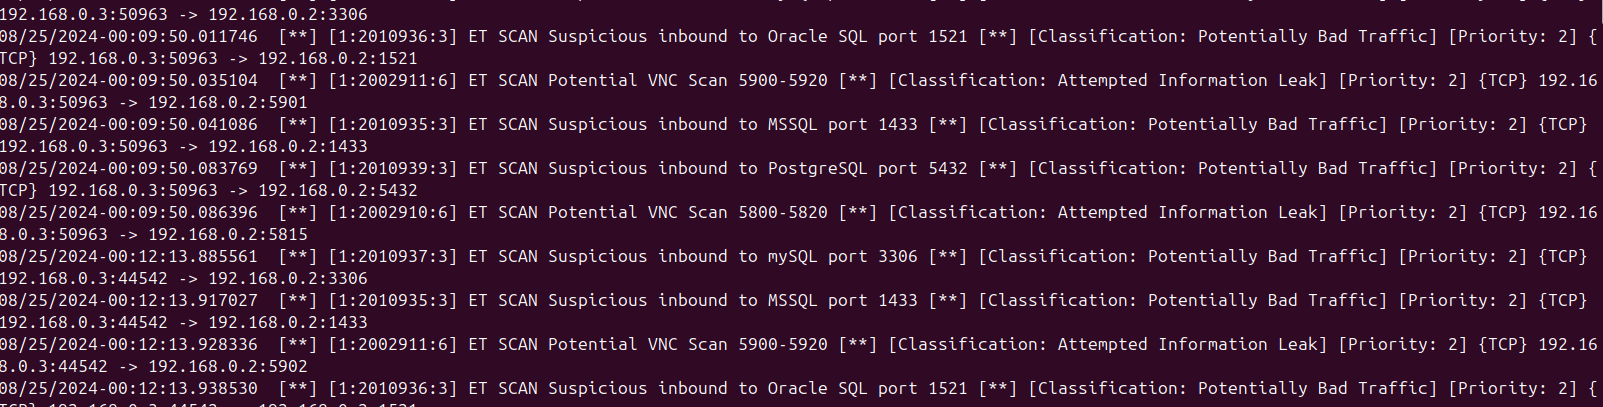 192.168.0.3:50963 -> 192.168.0.2:3306
08/25/2024-00:09:50.011746  [**] [1:2010936:3] ET SCAN Suspicious inbound to Oracle SQL port 1521 [**] [Classification: Potentially Bad Traffic] [Priority: 2] {
TCP} 192.168.0.3:50963 -> 192.168.0.2:1521
08/25/2024-00:09:50.035104  [**] [1:2002911:6] ET SCAN Potential VNC Scan 5900-5920 [**] [Classification: Attempted Information Leak] [Priority: 2] {TCP} 192.16
8.0.3:50963 -> 192.168.0.2:5901
08/25/2024-00:09:50.041086  [**] [1:2010935:3] ET SCAN Suspicious inbound to MSSQL port 1433 [**] [Classification: Potentially Bad Traffic] [Priority: 2] {TCP}
192.168.0.3:50963 -> 192.168.0.2:1433
08/25/2024-00:09:50.083769  [**] [1:2010939:3] ET SCAN Suspicious inbound to PostgreSQL port 5432 [**] [Classification: Potentially Bad Traffic] [Priority: 2] {
TCP} 192.168.0.3:50963 -> 192.168.0.2:5432
08/25/2024-00:09:50.086396  [**] [1:2002910:6] ET SCAN Potential VNC Scan 5800-5820 [**] [Classification: Attempted Information Leak] [Priority: 2] {TCP} 192.16
8.0.3:50963 -> 192.168.0.2:5815
08/25/2024-00:12:13.885561  [**] [1:2010937:3] ET SCAN Suspicious inbound to mySQL port 3306 [**] [Classification: Potentially Bad Traffic] [Priority: 2] {TCP}
192.168.0.3:44542 -> 192.168.0.2:3306
08/25/2024-00:12:13.917027  [**] [1:2010935:3] ET SCAN Suspicious inbound to MSSQL port 1433 [**] [Classification: Potentially Bad Traffic] [Priority: 2] {TCP}
192.168.0.3:44542 -> 192.168.0.2:1433
08/25/2024-00:12:13.928336  [**] [1:2002911:6] ET SCAN Potential VNC Scan 5900-5920 [**] [Classification: Attempted Information Leak] [Priority: 2] {TCP} 192.16
8.0.3:44542 -> 192.168.0.2:5902
08/25/2024-00:12:13.938530  [**] [1:2010936:3] ET SCAN Suspicious inbound to Oracle SQL port 1521 [**] [Classification: Potentially Bad Traffic] [Priority: 2] {
TCP} 192.168.0.3:44542 -> 192.168.0.2:1521